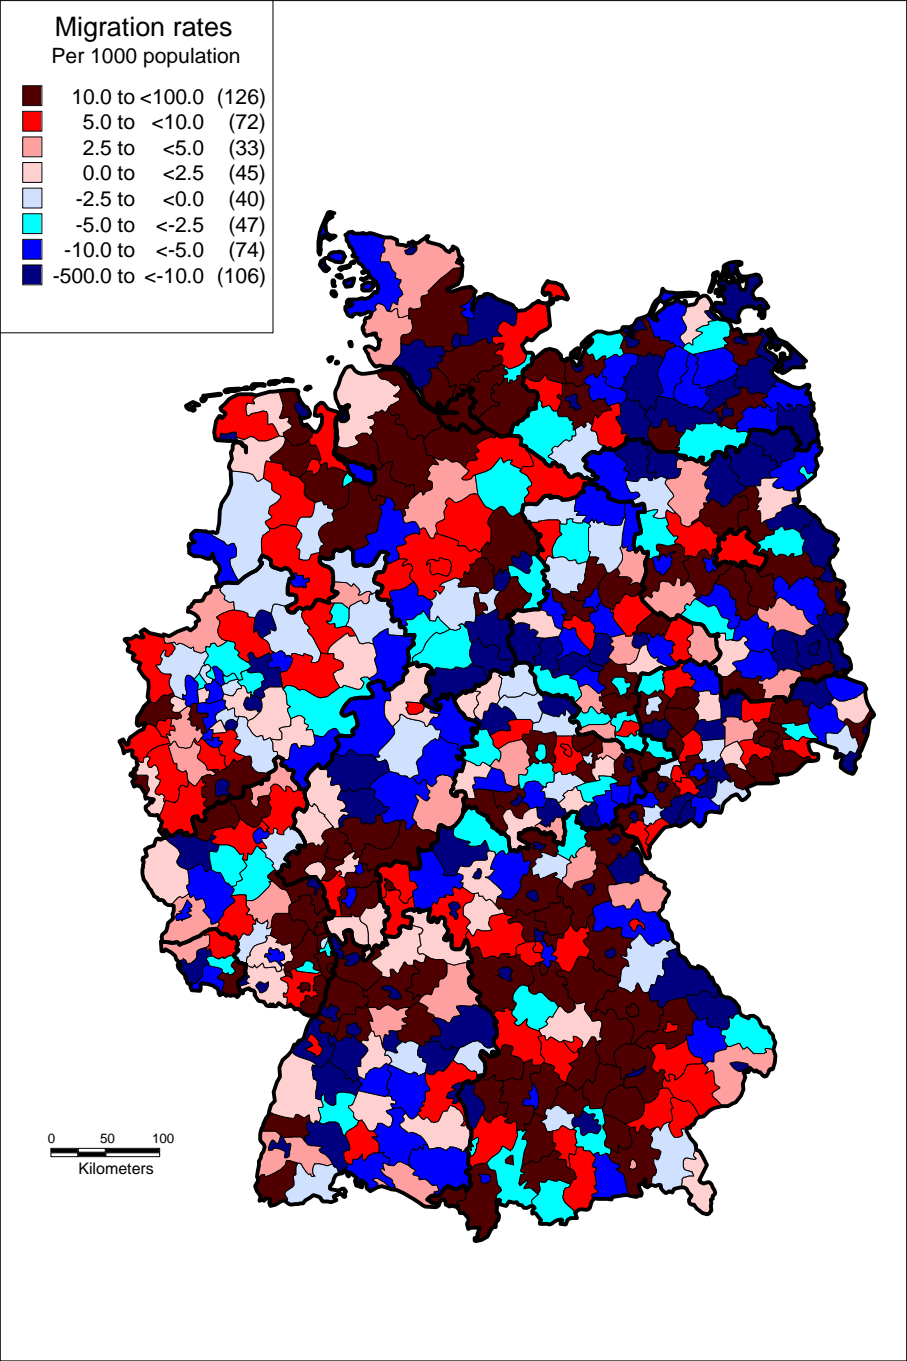 Migration rates
Per 1000 population
10.0 to <100.0 (126)
5.0 to <10.0 (72)
2.5 to <5.0 (33)
0.0 to <2.5 (45)
-2.5 to <0.0 (40)
-5.0 to <-2.5 (47)
-10.0 to <-5.0 (74)
-500.0 to <-10.0 (106)
0 50 100
Kilometers